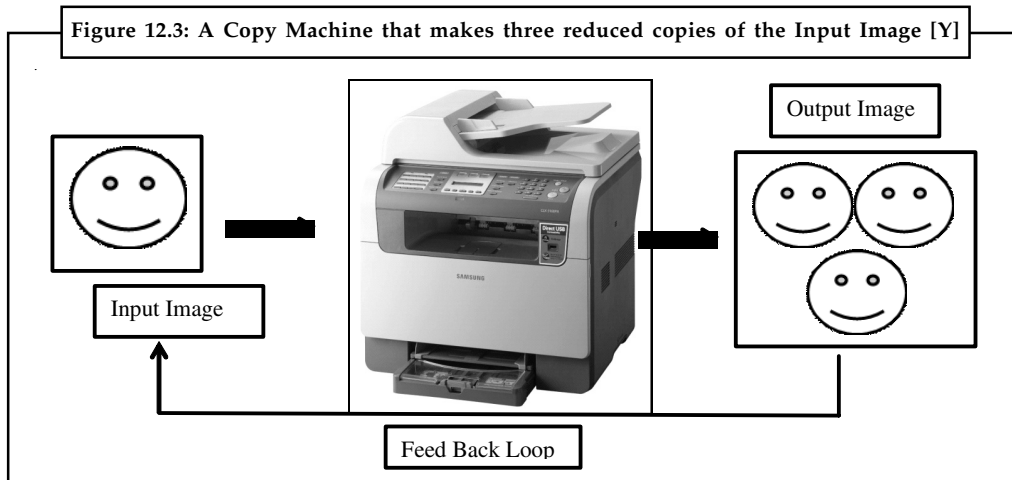 Figure 12.3: A Copy Machine that makes three reduced copies of the Input Image [Y]
Output Image
Direct USB
SAMSUNG
Input Image
Feed Back Loop